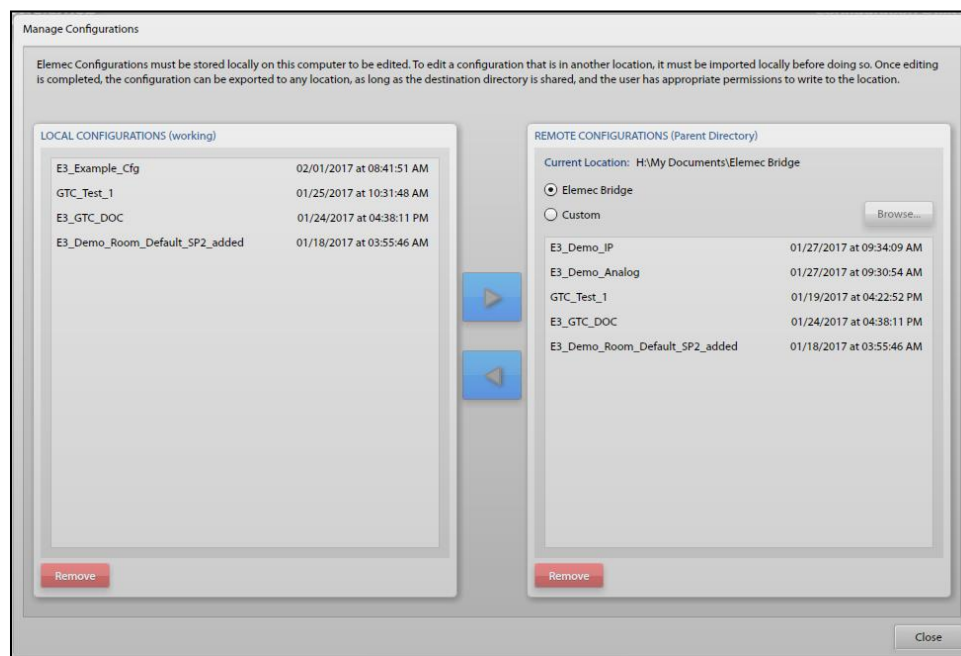 Manage Configurations
Elemec Configurations must be stored locally on this computer to be edited. To edit a configuration that is in another location, it must be imported locally before doing so. Once editing
is completed, the configuration can be exported to any location, as long as the destination directory is shared, and the user has appropriate permissions to write to the location.
LOCAL CONFIGURATIONS (working)
E3_Example_Cfg 02/01/2017 at 08:41:51 AM
GTC_Test_1 01/25/2017 at 10:31:48 AM
E3_GTC_DOC 01/24/2017 at 04:38:11 PM
E3_Demo_Room_Default_SP2_added 01/18/2017 at 03:55:46 AM
Remove
REMOTE CONFIGURATIONS (Parent Directory)
Current Location: H:\My Documents\Elemec Bridge
Elemec Bridge
Custom
Browse...
E3_Demo_IP 01/27/2017 at 09:34:09 AM
E3_Demo_Analog 01/27/2017 at 09:30:54 AM
GTC_Test_1 01/19/2017 at 04:22:52 PM
E3_GTC_DOC 01/24/2017 at 04:38:11 PM
E3_Demo_Room_Default_SP2_added 01/18/2017 at 03:55:46 AM
Remove
Close